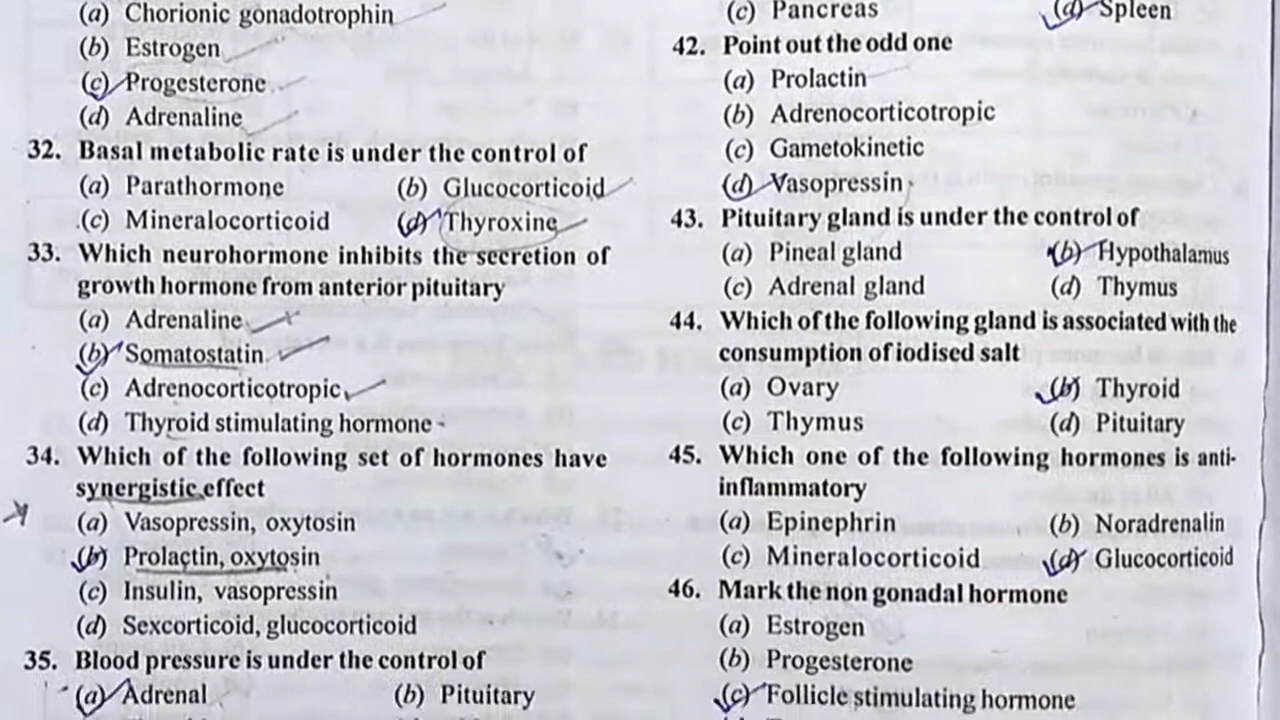 (a) Chorionic gonadotrophin
(b) Estrogen
(c) Progesterone
(d) Adrenaline
32. Basal metabolic rate is under the control of
(a) Parathormone (b) Glucocorticoid
(c) Mineralocorticoid (d) Thyroxine
33. Which neurohormone inhibits the secretion of
growth hormone from anterior pituitary
(a) Adrenaline
(b) Somatostatin
(c) Adrenocorticotropic
(d) Thyroid stimulating hormone
34. Which of the following set of hormones have
synergistic effect
(a) Vasopressin, oxytosin
(b) Prolactin, oxytosin
(c) Insulin, vasopressin
(d) Sexcorticoid, glucocorticoid
35. Blood pressure is under the control of
(a) Adrenal (b) Pituitary
(c) Pancreas (d) Spleen
42. Point out the odd one
(a) Prolactin
(b) Adrenocorticotropic
(c) Gametokinetic
(d) Vasopressin
43. Pituitary gland is under the control of
(a) Pineal gland (b) Hypothalamus
(c) Adrenal gland (d) Thymus
44. Which of the following gland is associated with the
consumption of iodised salt
(a) Ovary (b) Thyroid
(c) Thymus (d) Pituitary
45. Which one of the following hormones is anti-
inflammatory
(a) Epinephrin (b) Noradrenalin
(c) Mineralocorticoid (d) Glucocorticoid
46. Mark the non gonadal hormone
(a) Estrogen
(b) Progesterone
(c) Follicle stimulating hormone